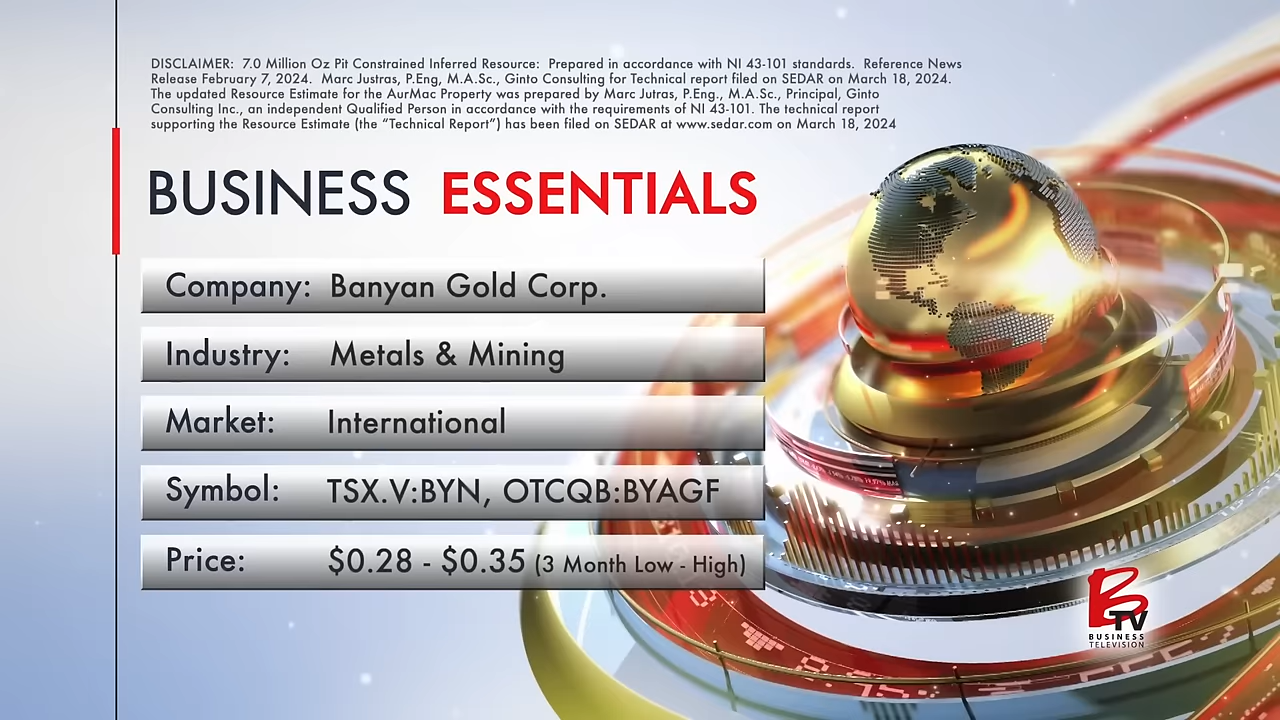 DISCLAIMER: 7.0 Million Oz Pit Constrained Inferred Resource: Prepared in accordance with NI 43-101 standards. Reference News
Release February 7, 2024. Marc Justras, P.Eng, M.A.Sc., Ginto Consulting for Technical report filed on SEDAR on March 18, 2024.
The updated Resource Estimate for the AurMac Property was prepared by Marc Jutras, P.Eng., M.A.Sc., Principal, Ginto
Consulting Inc., an independent Qualified Person in accordance with the requirements of NI 43-101. The technical report
supporting the Resource Estimate (the “Technical Report”) has been filed on SEDAR at www.sedar.com on March 18, 2024
BUSINESS ESSENTIALS
Company: Banyan Gold Corp.
Industry: Metals & Mining
Market: International
Symbol: TSX.V:BYN, OTCQB:BYAGF
Price: $0.28 - $0.35 (3 Month Low - High)
BTV
BUSINESS
TELEVISION